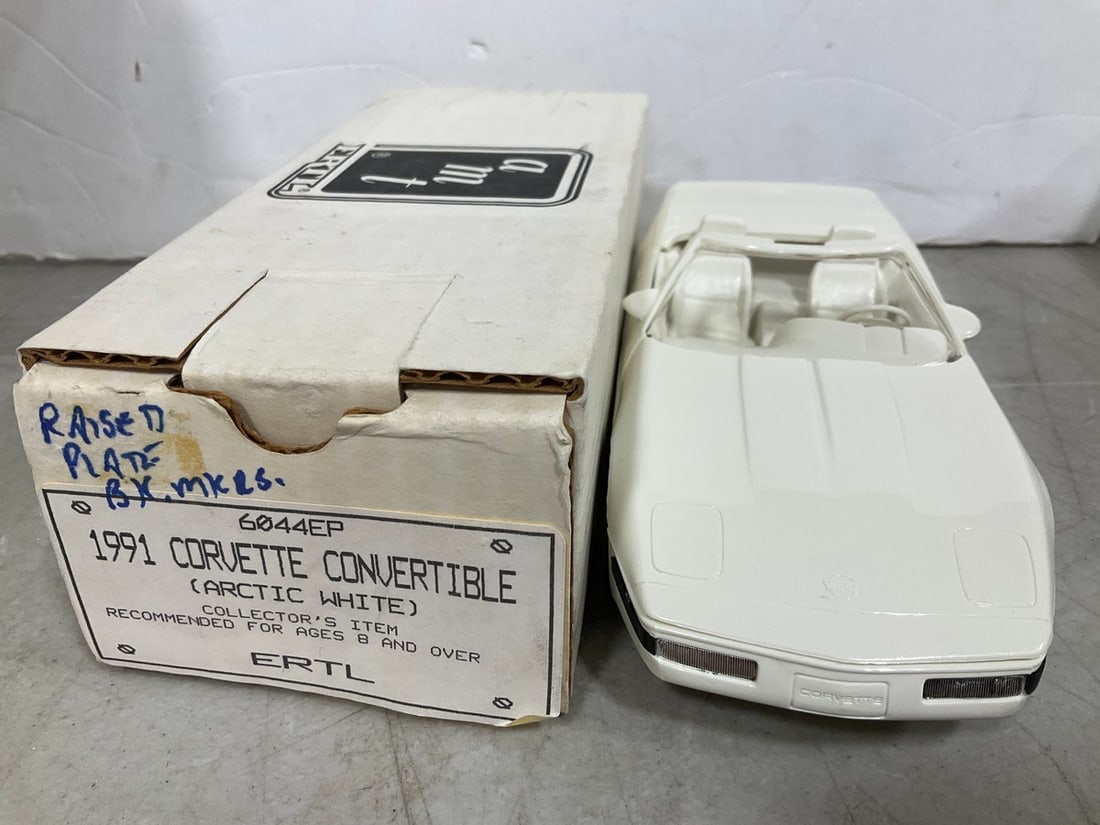 amt
ERTL
RAISED
PLATE
BX. MKRS.
6044EP
1991 CORVETTE CONVERTIBLE
(ARCTIC WHITE)
COLLECTOR'S ITEM
RECOMMENDED FOR AGES 8 AND OVER
ERTL
CORVETTE